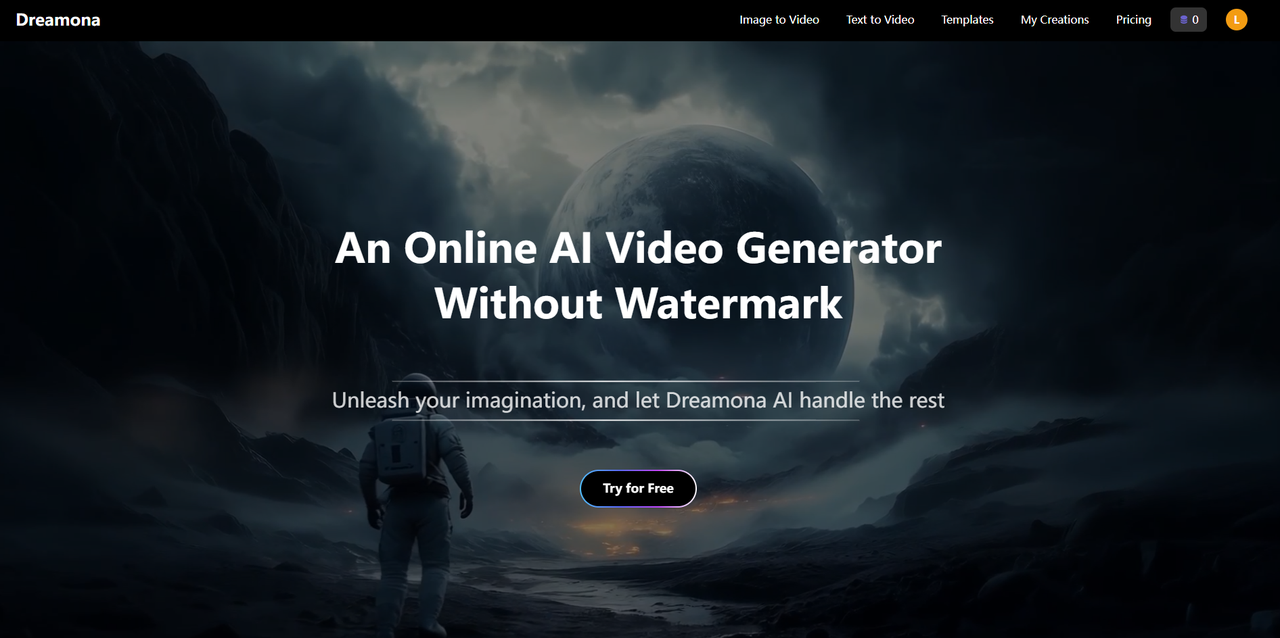 Dreamona
Image to Video
Text to Video
Templates
My Creations
Pricing
0
L
An Online AI Video Generator
Without Watermark
Unleash your imagination, and let Dreamona AI handle the rest
Try for Free